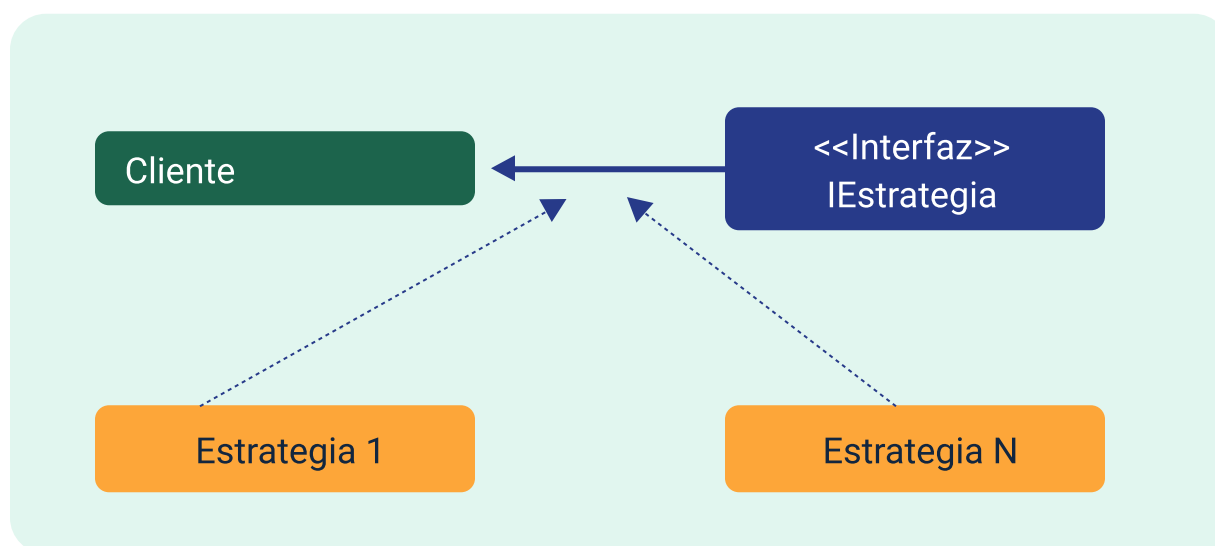 Cliente
<<Interfaz>>
IEstrategia
Estrategia 1
Estrategia N